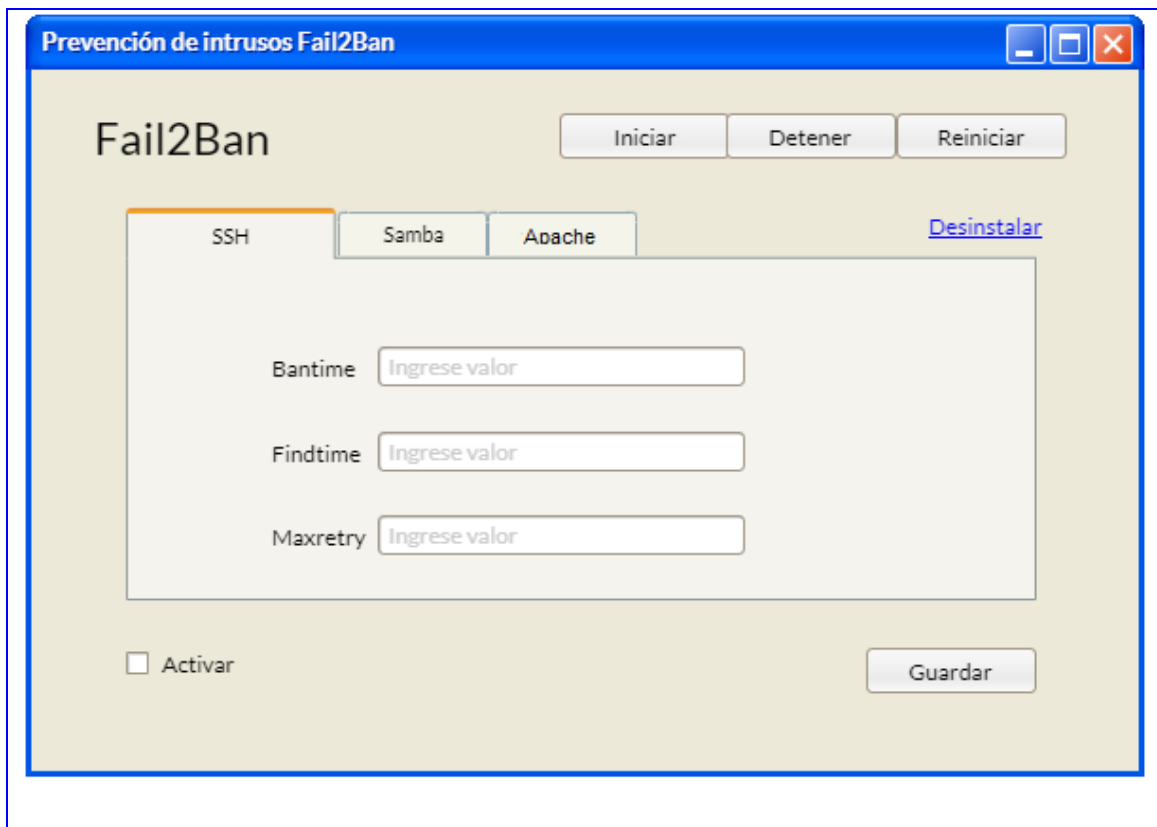 Prevención de intrusos Fail2Ban
Fail2Ban
Iniciar
Detener
Reiniciar
SSH
Samba
Apache
Desinstalar
Bantime
Ingrese valor
Findtime
Ingrese valor
Maxretry
Ingrese valor
Activar
Guardar